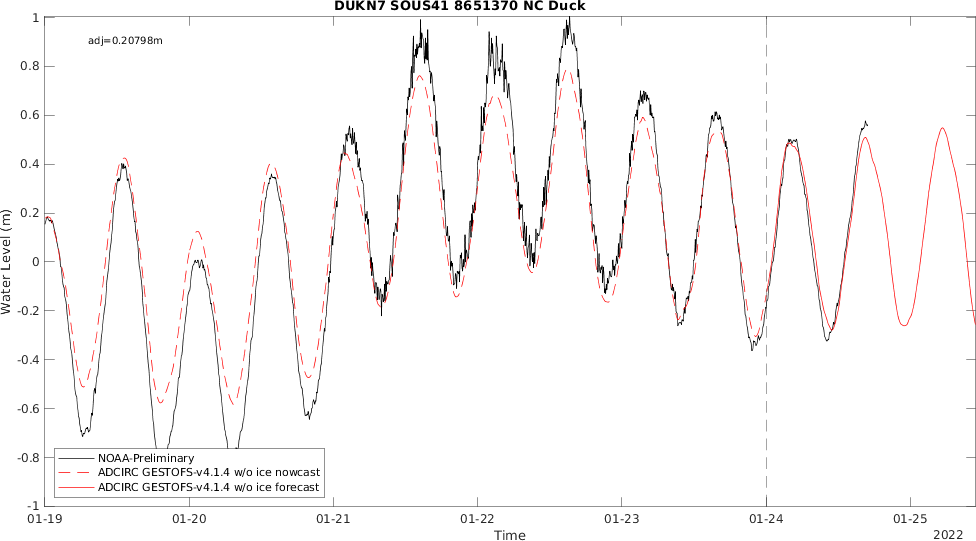 DUKN7 SOUS41 8651370 NC Duck
adj=0.20798m
1
0.8
0.6
0.4
0.2
0
-0.2
-0.4
-0.6
-0.8
-1
Water Level (m)
NOAA-Preliminary
ADCIRC GESTOFS-v4.1.4 w/o ice nowcast
ADCIRC GESTOFS-v4.1.4 w/o ice forecast
01-19 01-20 01-21 01-22 01-23 01-24 01-25
Time
2022